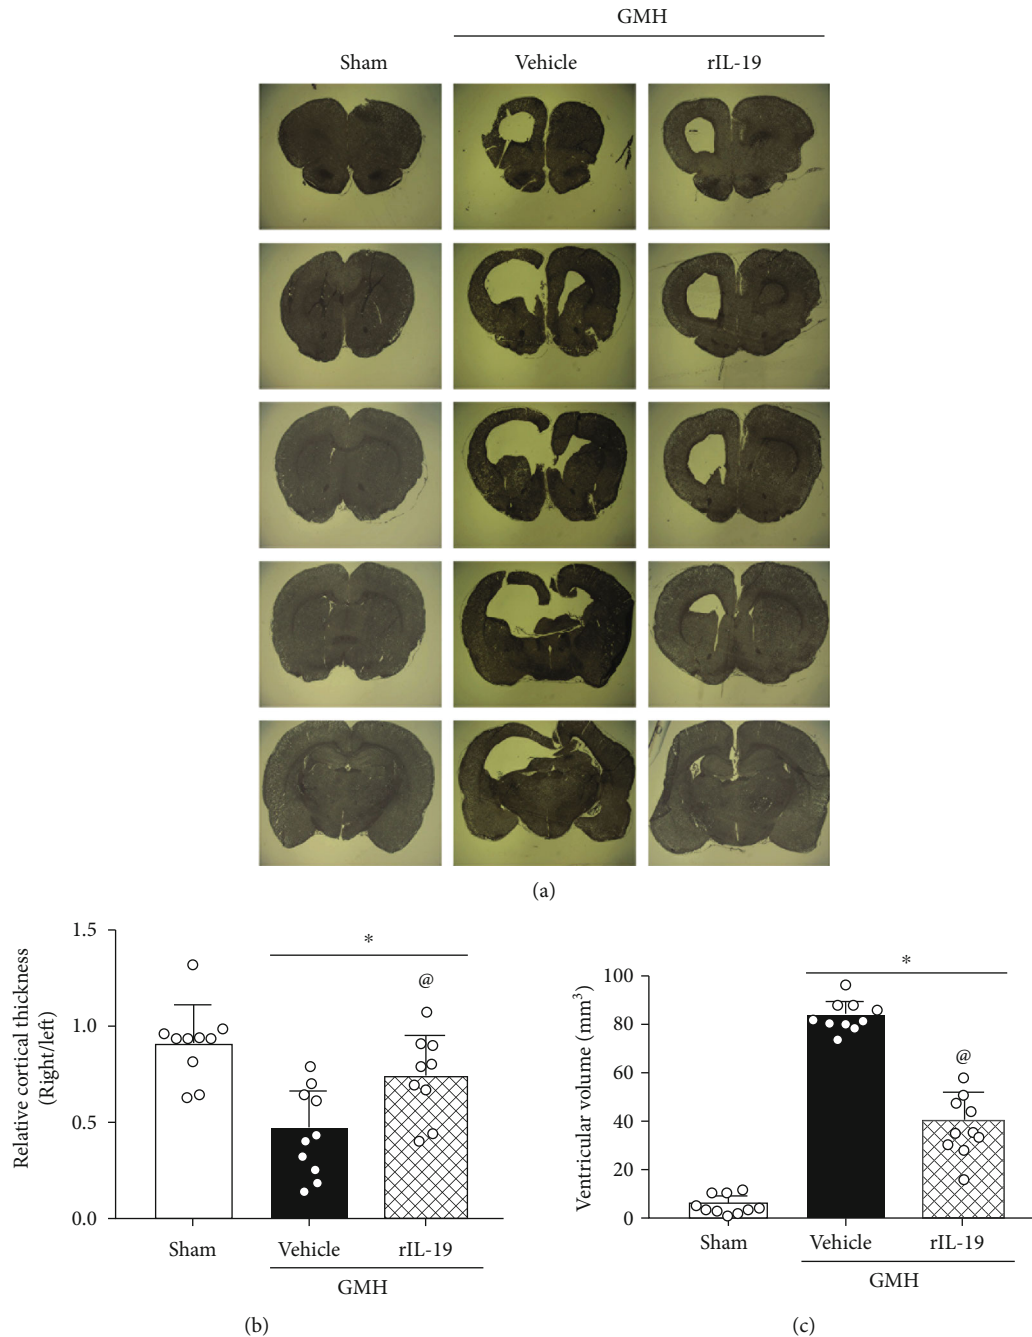 GMH
Sham Vehicle rIL-19
(a)
Relative cortical thickness
(Right/left)
1.5
1.0
0.5
0.0
*
@
Sham Vehicle rIL-19
GMH
(b)
Ventricular volume (mm³)
100
80
60
40
20
0
*
@
Sham Vehicle rIL-19
GMH
(c)